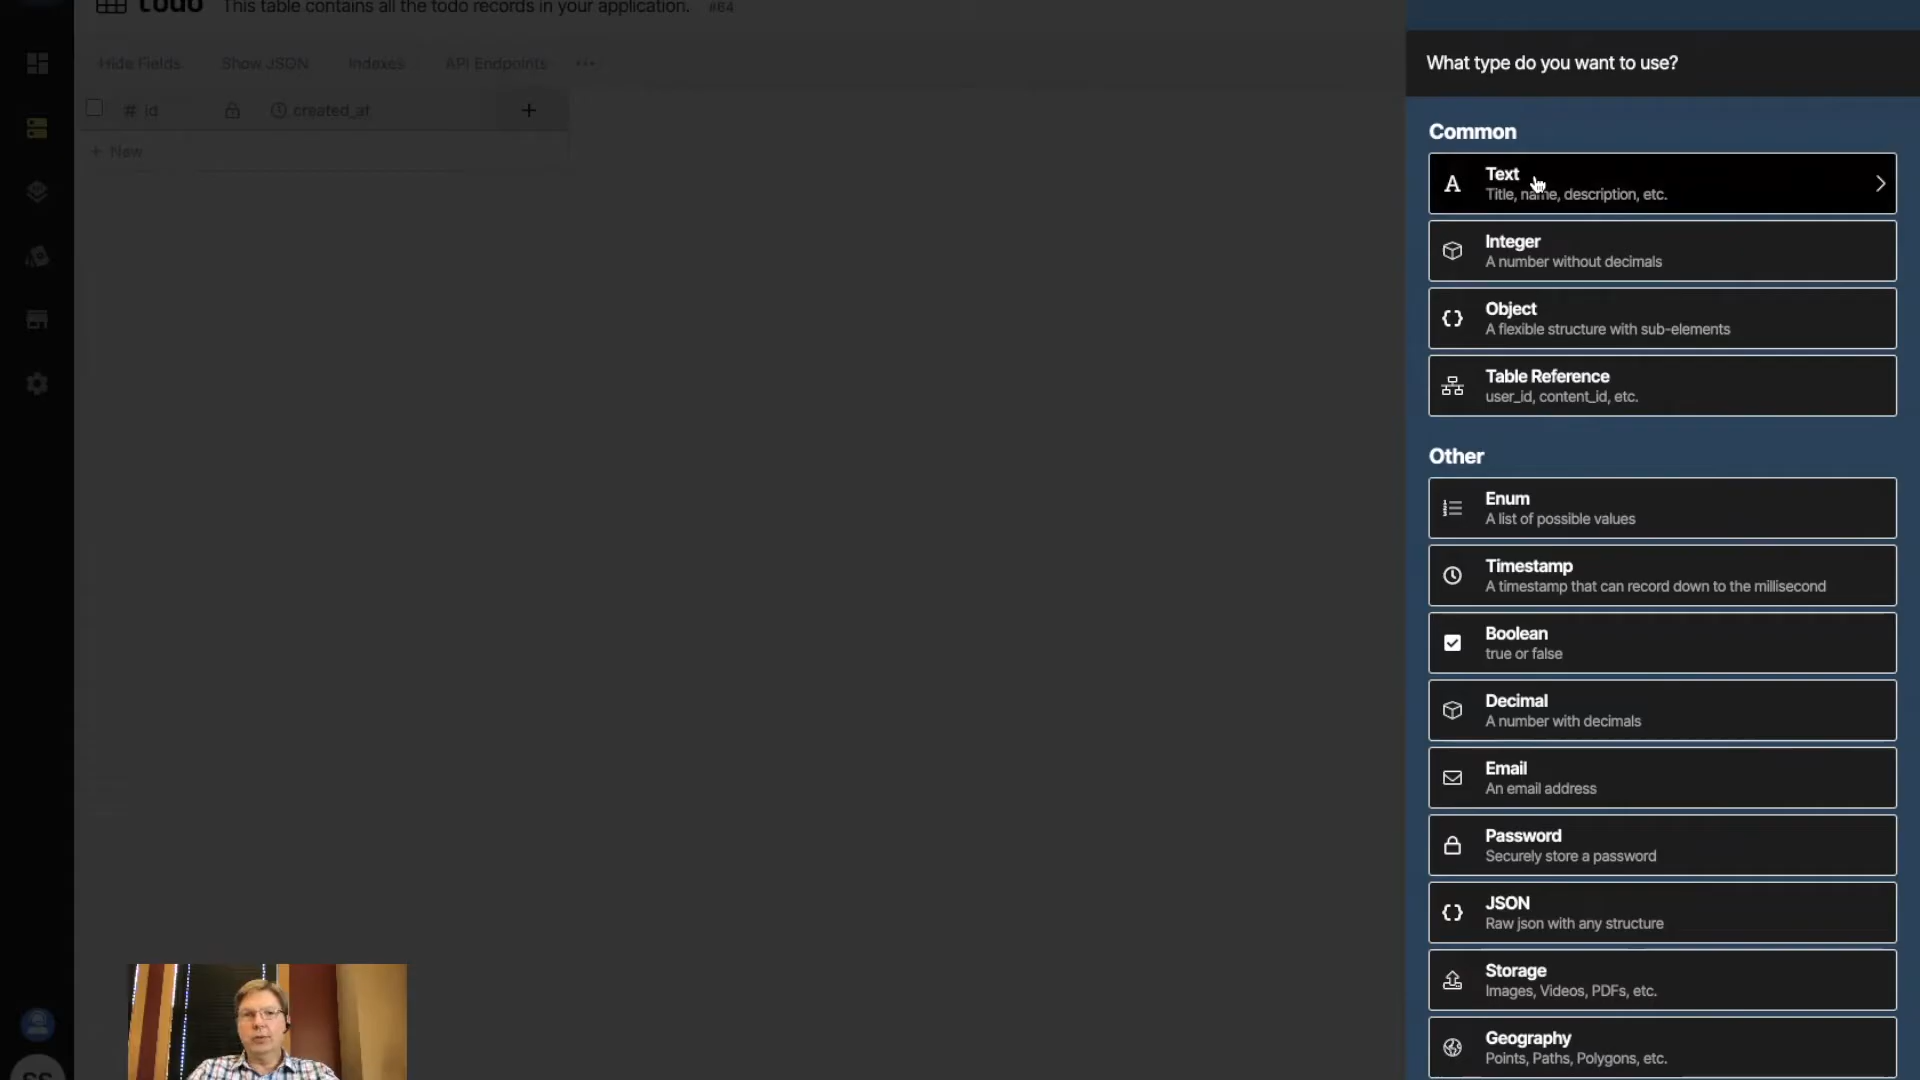 todo This table contains all the todo records in your application. #64
Hide Fields Show JSON Indexes API Endpoints
# id created_at +
+ New
What type do you want to use?
Common
Text
Title, name, description, etc.
Integer
A number without decimals
Object
A flexible structure with sub-elements
Table Reference
user_id, content_id, etc.
Other
Enum
A list of possible values
Timestamp
A timestamp that can record down to the millisecond
Boolean
true or false
Decimal
A number with decimals
Email
An email address
Password
Securely store a password
JSON
Raw json with any structure
Storage
Images, Videos, PDFs, etc.
Geography
Points, Paths, Polygons, etc.